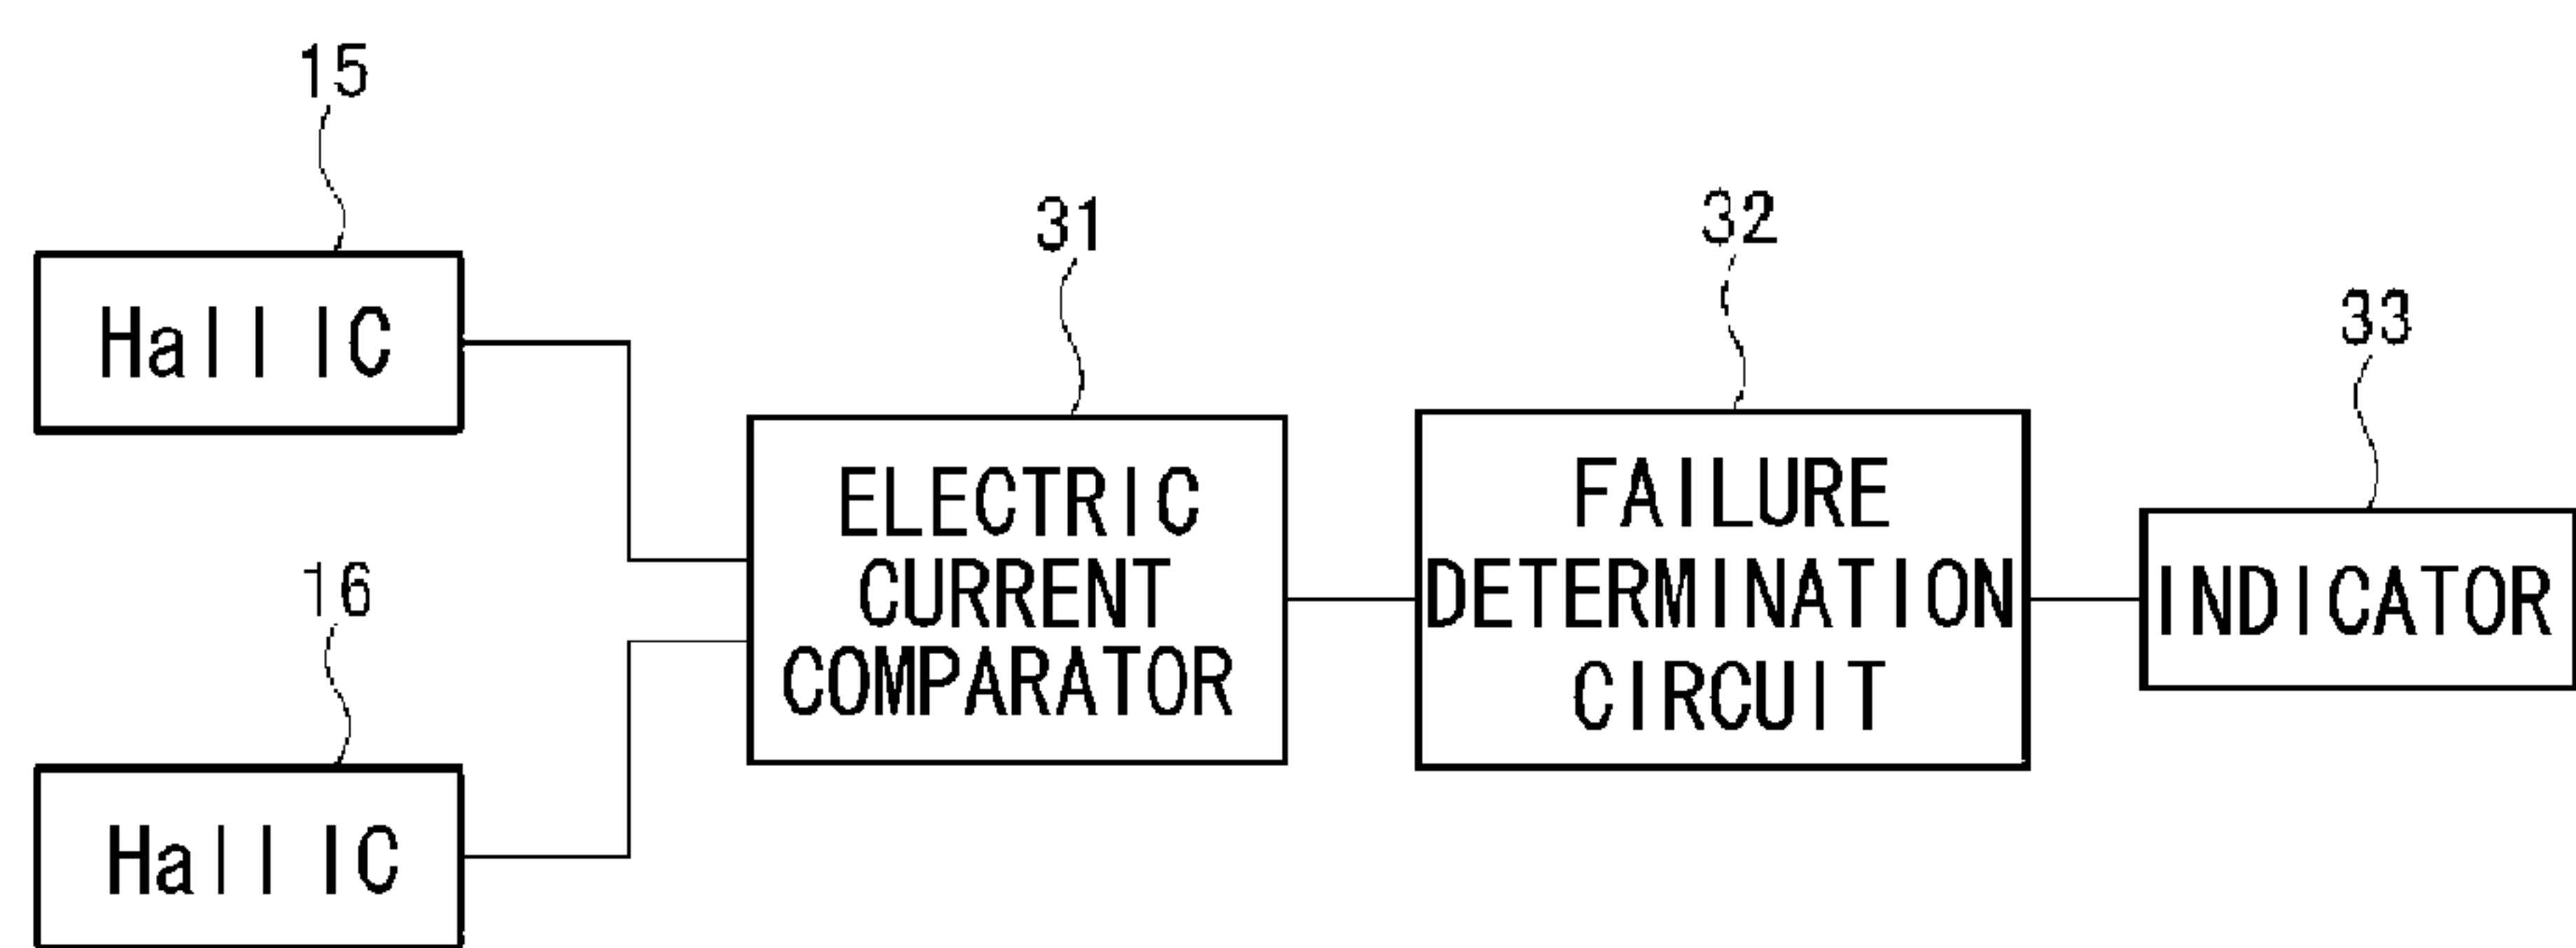 15
Hall IC
16
Hall IC
31
ELECTRIC
CURRENT
COMPARATOR
32
FAILURE
DETERMINATION
CIRCUIT
33
INDICATOR